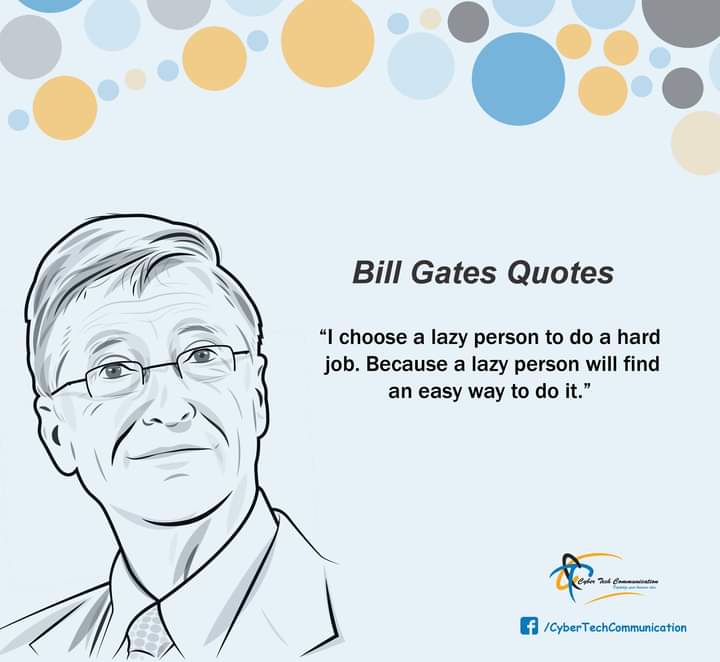 Bill Gates Quotes
“I choose a lazy person to do a hard
job. Because a lazy person will find
an easy way to do it.”
Cyber Tech Communication
/CyberTechCommunication